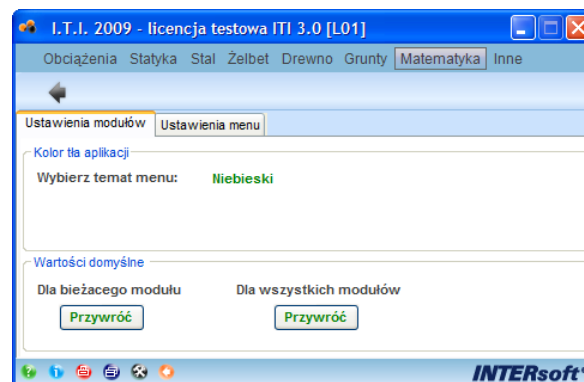 I.T.I. 2009 - licencja testowa ITI 3.0 [L01]
Obciążenia Statyka Stal Żelbet Drewno Grunty Matematyka Inne
Ustawienia modułów Ustawienia menu
Kolor tła aplikacji
Wybierz temat menu: Niebieski
Wartości domyślne
Dla bieżacego modułu Dla wszystkich modułów
Przywróć Przywróć
INTERsoft